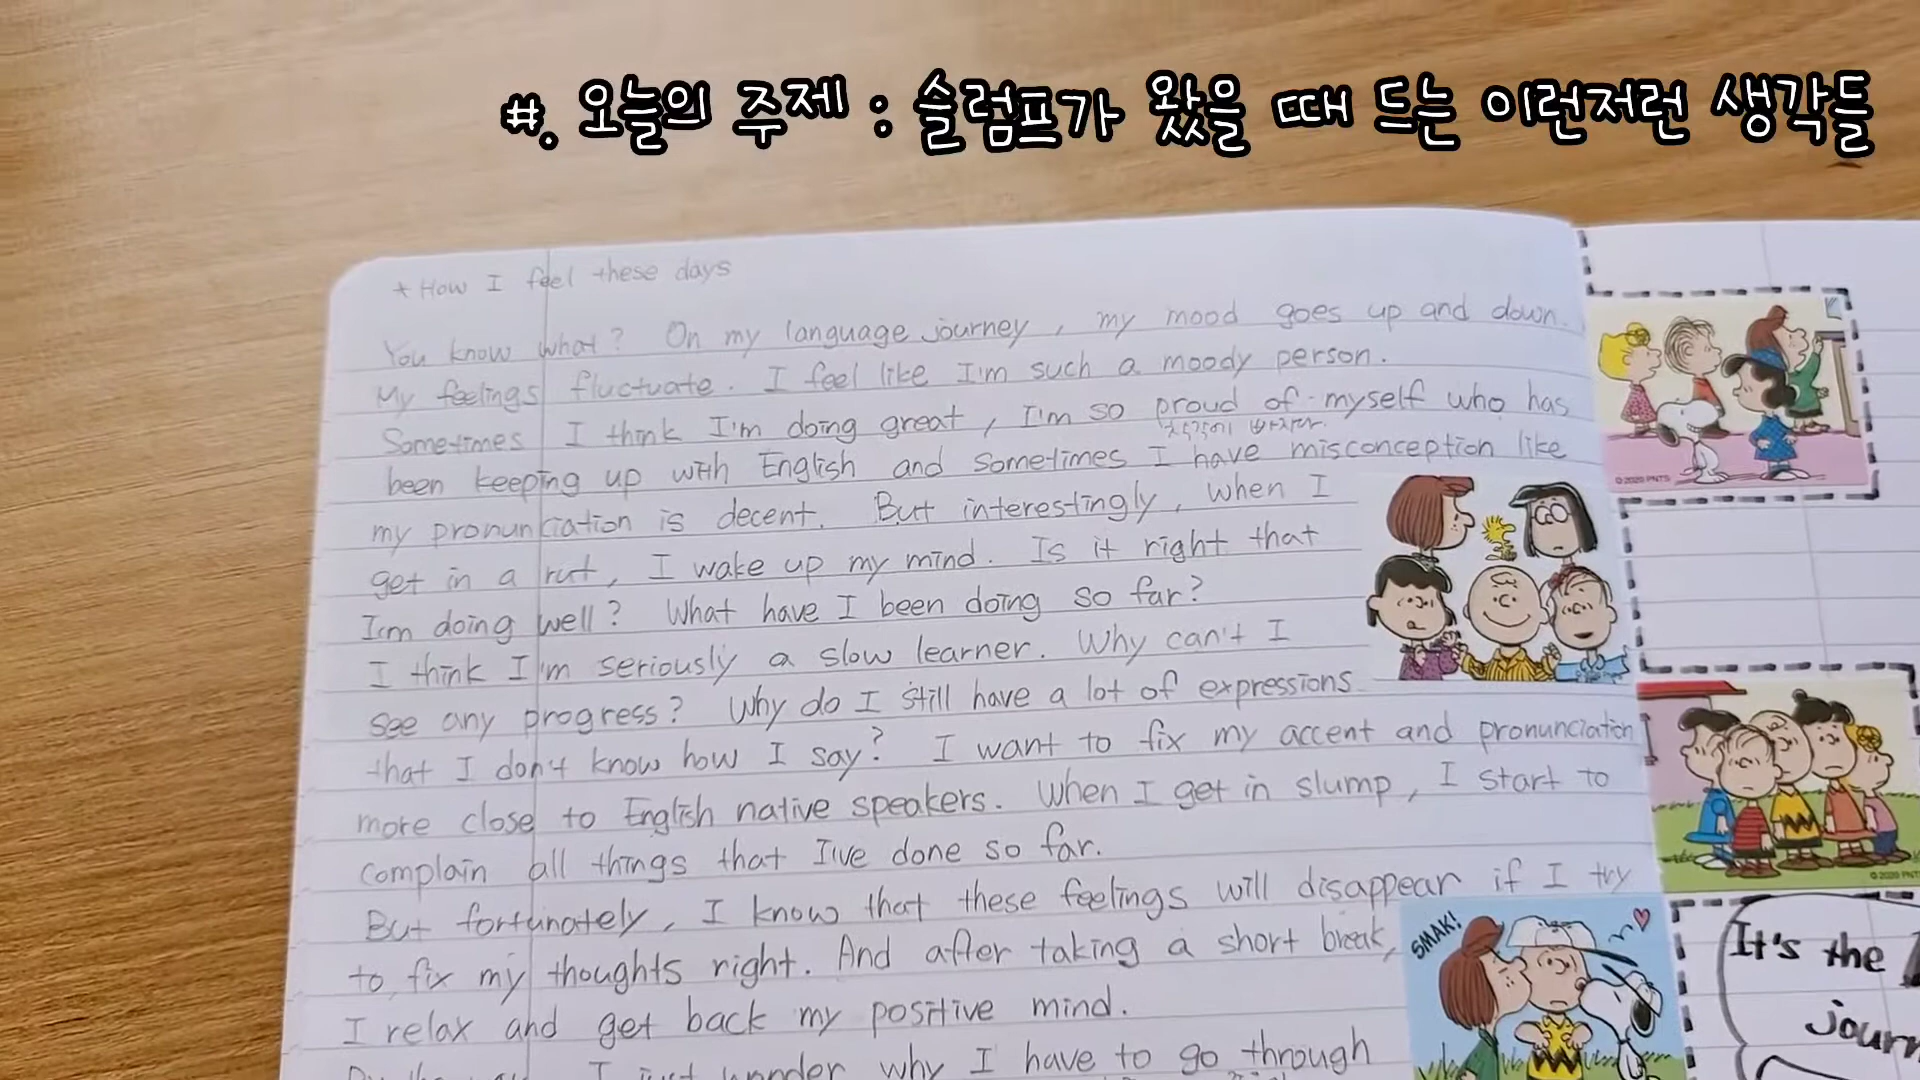 #. 오늘의 주제 : 슬럼프가 왔을 때 드는 이런저런 생각들
* How I feel these days
You know what? On my language journey, my mood goes up and down.
My feelings fluctuate. I feel like I'm such a moody person.
Sometimes I think I'm doing great, I'm so proud of myself who has
착각에 빠지다
been keeping up with English and sometimes I have misconception like
my pronunciation is decent. But interestingly, when I
get in a rut, I wake up my mind. Is it right that
I'm doing well? What have I been doing so far?
I think I'm seriously a slow learner. Why can't I
see any progress? Why do I still have a lot of expressions
that I don't know how I say? I want to fix my accent and pronunciation
more close to English native speakers. When I get in slump, I start to
complain all things that I've done so far.
But fortunately, I know that these feelings will disappear if I try
to fix my thoughts right. And after taking a short break,
I relax and get back my positive mind.
I just wonder why I have to go through
© 2020 PNTS
© 2020 PNTS
SMAK!
It's the
journ